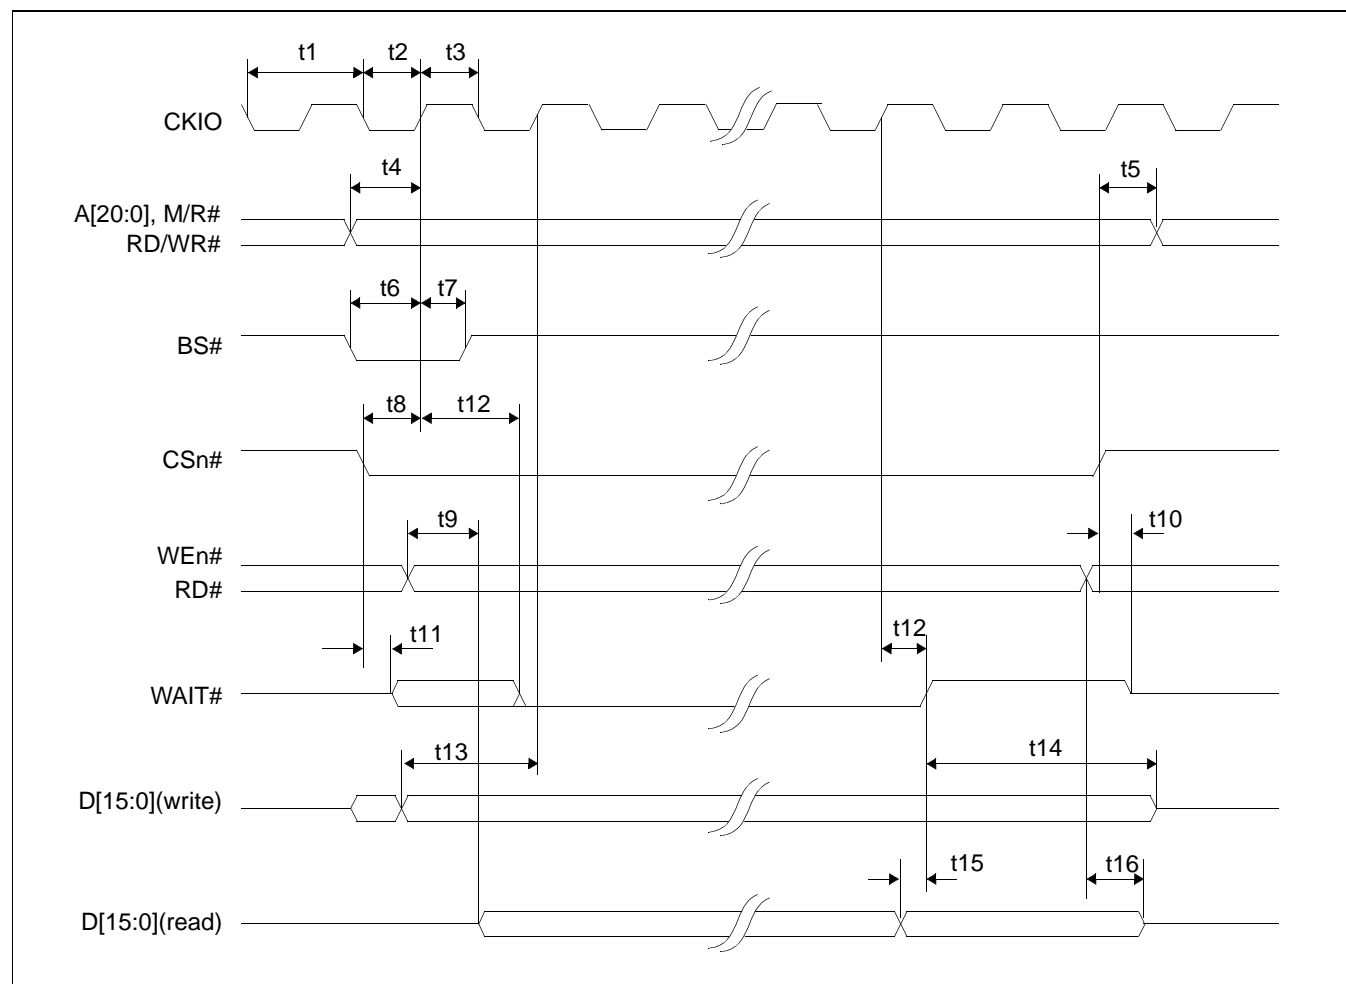 t1 t2 t3
CKIO
t4 t5
A[20:0], M/R#
RD/WR#
t6 t7
BS#
t8 t12
CSn#
t9 t10
WEn#
RD#
t11 t12
WAIT#
t13 t14
D[15:0](write)
t15 t16
D[15:0](read)